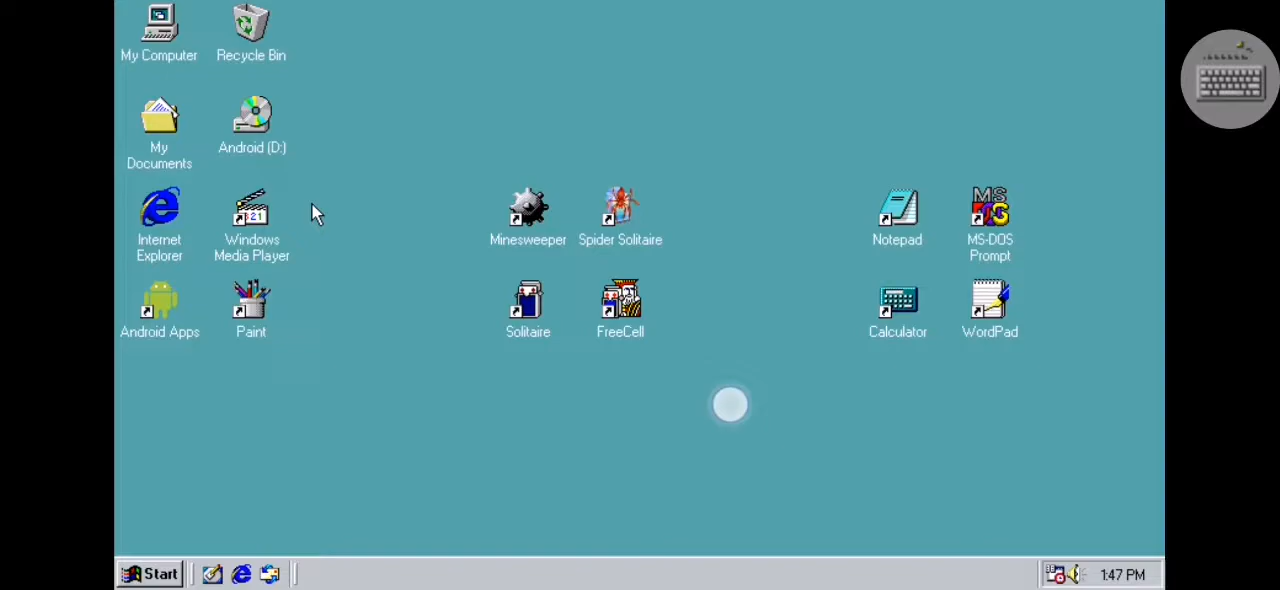 My Computer
Recycle Bin
My
Documents
Android (D:)
Internet
Explorer
Windows
Media Player
Minesweeper
Spider Solitaire
Notepad
MS-DOS
Prompt
Android Apps
Paint
Solitaire
FreeCell
Calculator
WordPad
Start
1:47 PM